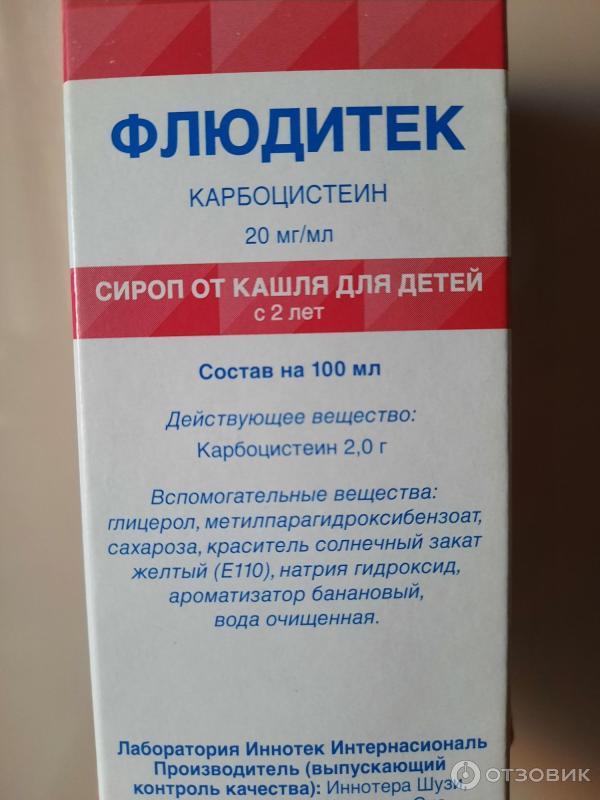 ФЛЮДИТЕК
КАРБОЦИСТЕИН
20 мг/мл
СИРОП ОТ КАШЛЯ ДЛЯ ДЕТЕЙ
с 2 лет
Состав на 100 мл
Действующее вещество:
Карбоцистеин 2,0 г
Вспомогательные вещества:
глицерол, метилпарагидроксибензоат,
сахароза, краситель солнечный закат
желтый (Е110), натрия гидроксид,
ароматизатор банановый,
вода очищенная.
Лаборатория Иннотек Интернасиональ
Производитель (выпускающий
контроль качества): Иннотера Шузи,
ОТЗОВИК